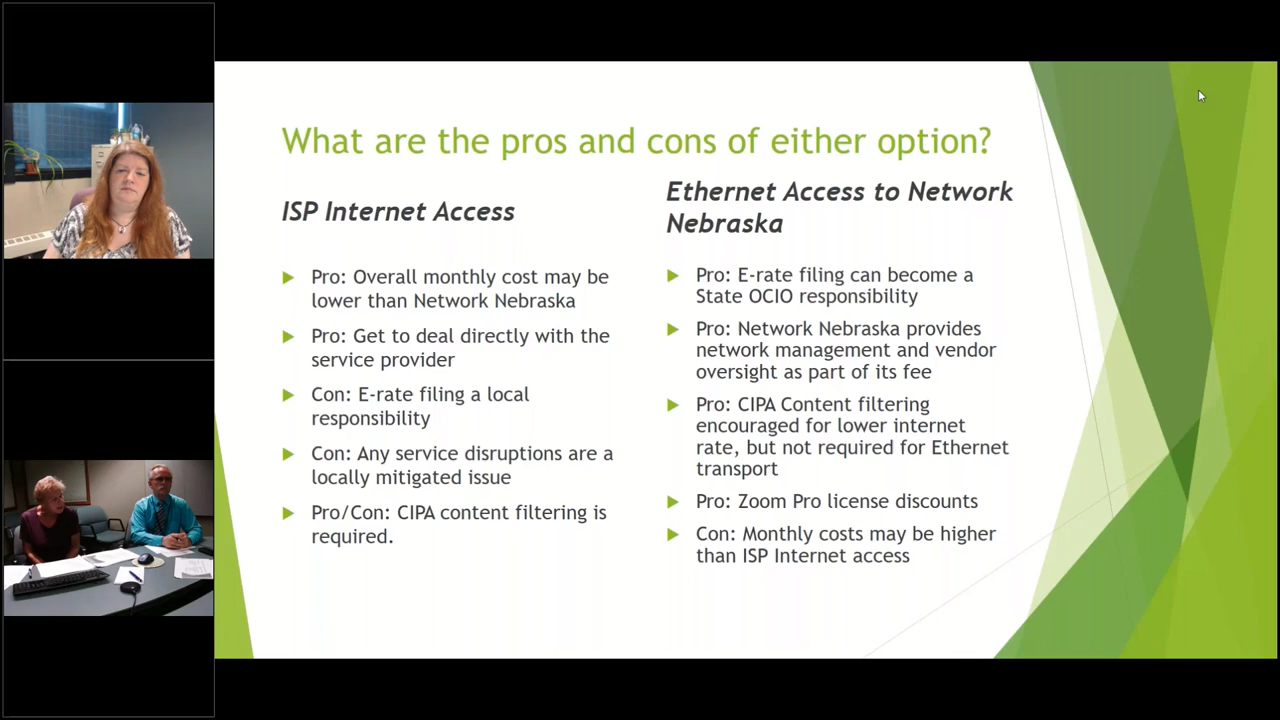 What are the pros and cons of either option?
ISP Internet Access
Pro: Overall monthly cost may be
lower than Network Nebraska
Pro: Get to deal directly with the
service provider
Con: E-rate filing a local
responsibility
Con: Any service disruptions are a
locally mitigated issue
Pro/Con: CIPA content filtering is
required.
Ethernet Access to Network
Nebraska
Pro: E-rate filing can become a
State OCIO responsibility
Pro: Network Nebraska provides
network management and vendor
oversight as part of its fee
Pro: CIPA Content filtering
encouraged for lower internet
rate, but not required for Ethernet
transport
Pro: Zoom Pro license discounts
Con: Monthly costs may be higher
than ISP Internet access